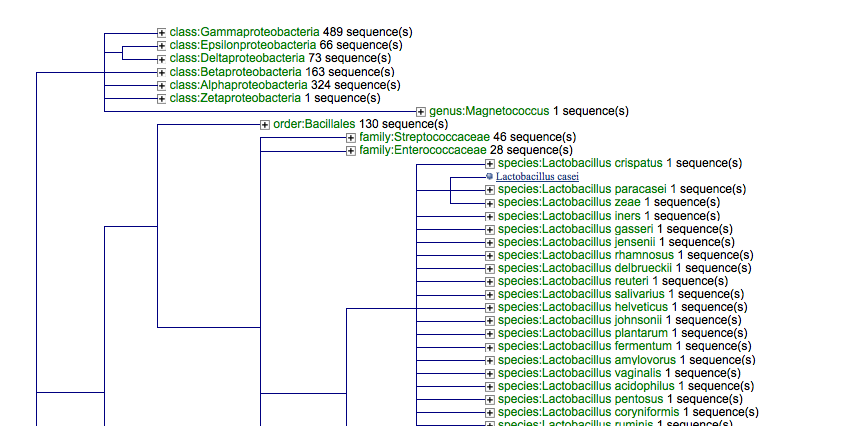 class:Gammaproteobacteria 489 sequence(s)
class:Epsilonproteobacteria 66 sequence(s)
class:Deltaproteobacteria 73 sequence(s)
class:Betaproteobacteria 163 sequence(s)
class:Alphaproteobacteria 324 sequence(s)
class:Zetaproteobacteria 1 sequence(s)
genus:Magnetococcus 1 sequence(s)
order:Bacillales 130 sequence(s)
family:Streptococcaceae 46 sequence(s)
family:Enterococcaceae 28 sequence(s)
species:Lactobacillus crispatus 1 sequence(s)
Lactobacillus casei
species:Lactobacillus paracasei 1 sequence(s)
species:Lactobacillus zeae 1 sequence(s)
species:Lactobacillus iners 1 sequence(s)
species:Lactobacillus gasseri 1 sequence(s)
species:Lactobacillus jensenii 1 sequence(s)
species:Lactobacillus rhamnosus 1 sequence(s)
species:Lactobacillus delbrueckii 1 sequence(s)
species:Lactobacillus reuteri 1 sequence(s)
species:Lactobacillus salivarius 1 sequence(s)
species:Lactobacillus helveticus 1 sequence(s)
species:Lactobacillus johnsonii 1 sequence(s)
species:Lactobacillus plantarum 1 sequence(s)
species:Lactobacillus fermentum 1 sequence(s)
species:Lactobacillus amylovorus 1 sequence(s)
species:Lactobacillus vaginalis 1 sequence(s)
species:Lactobacillus acidophilus 1 sequence(s)
species:Lactobacillus pentosus 1 sequence(s)
species:Lactobacillus coryniformis 1 sequence(s)
species:Lactobacillus ruminis 1 sequence(s)